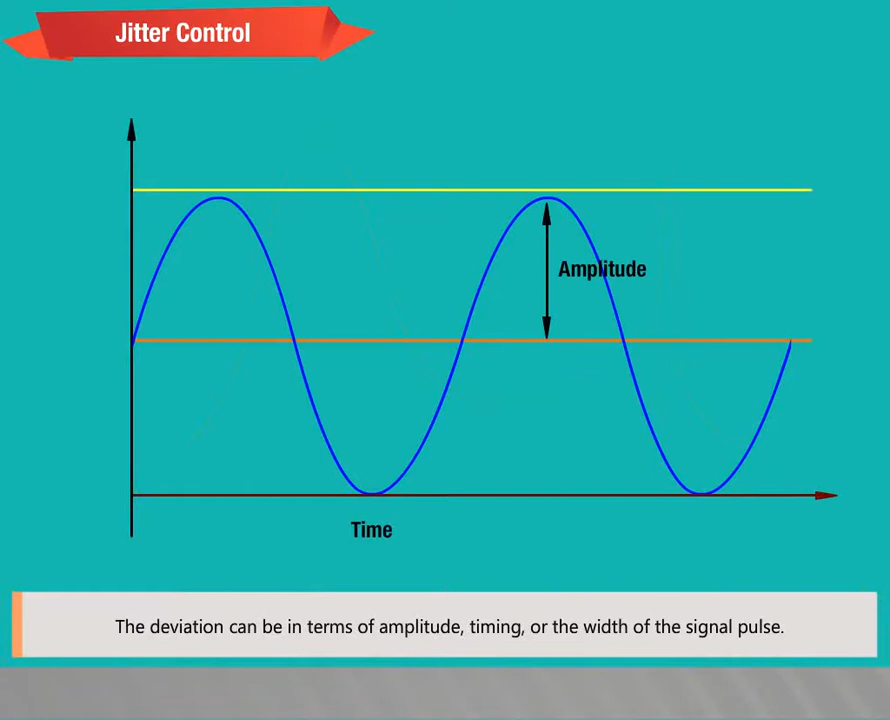 Jitter Control
Amplitude
Time
The deviation can be in terms of amplitude, timing, or the width of the signal pulse.